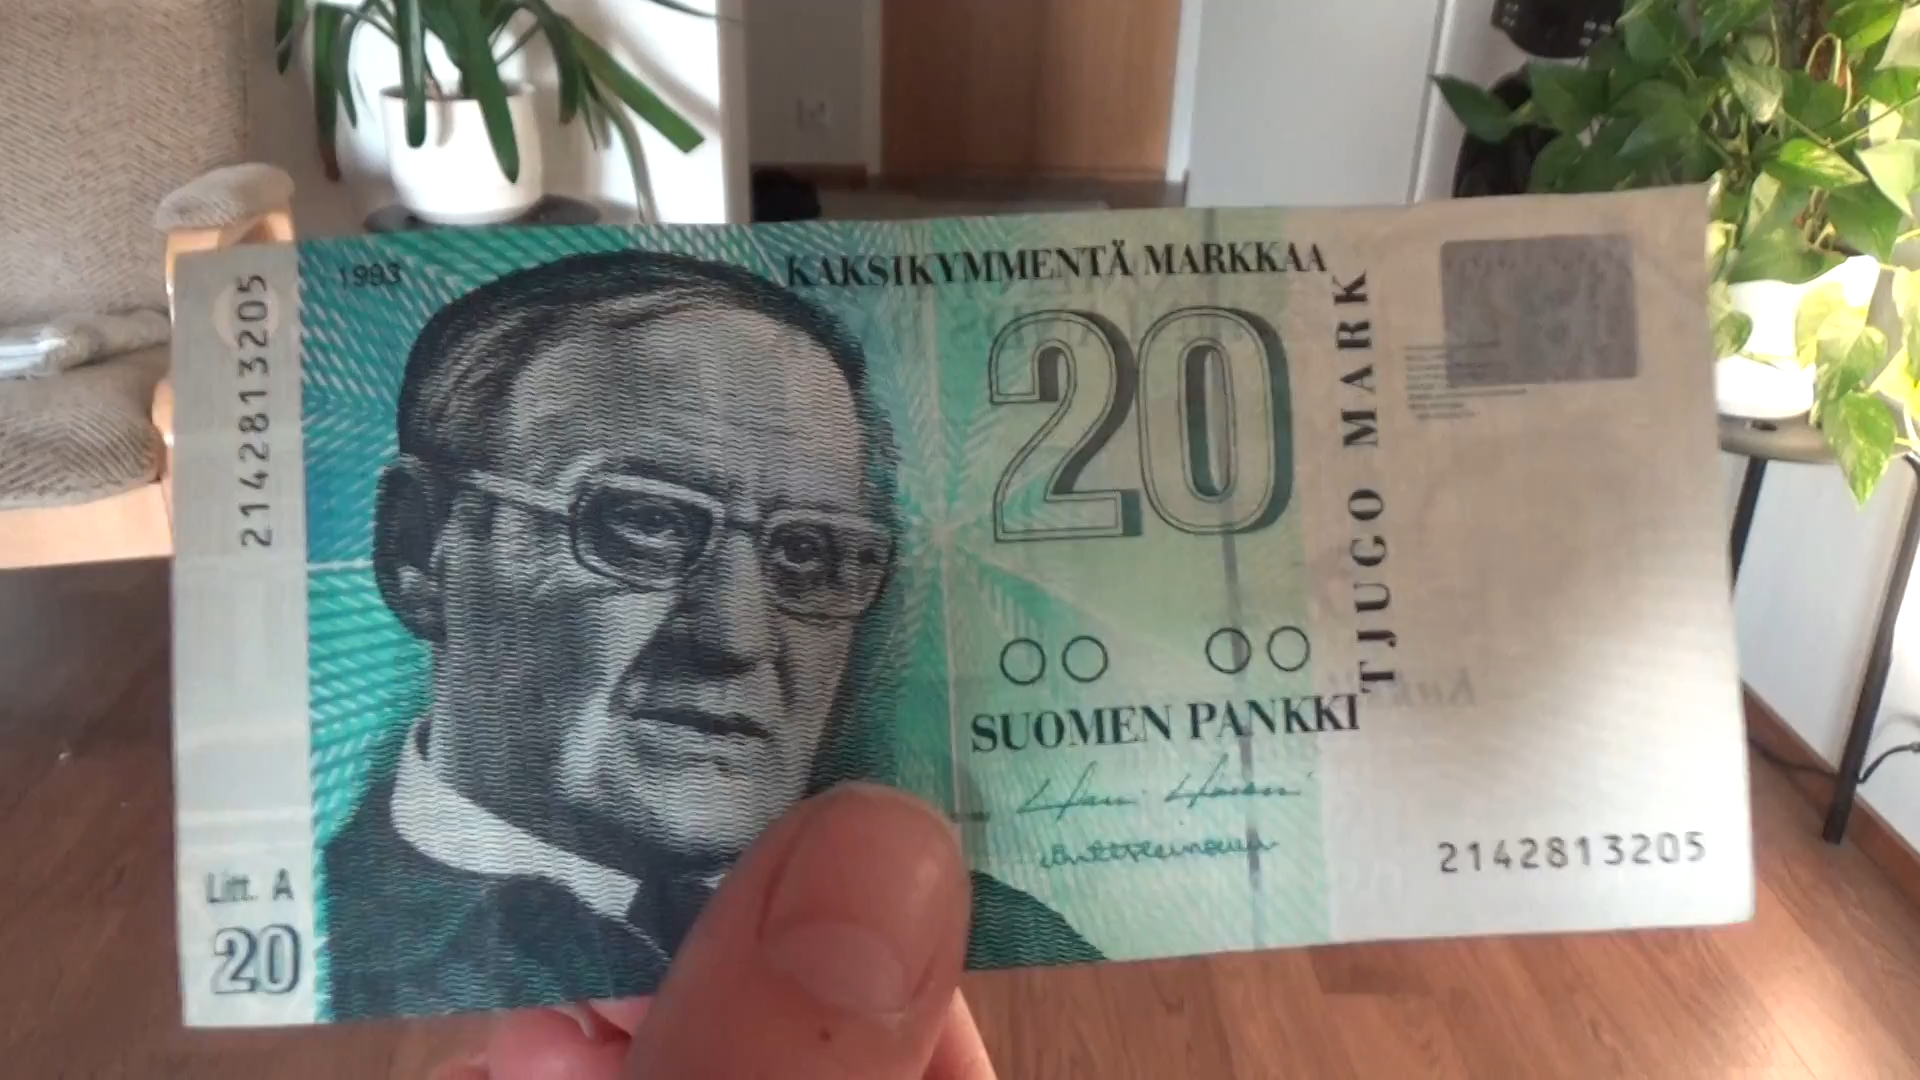 1993
KAKSIKYMMENTÄ MARKKAA
2142813205
20
TJUGO MARK
SUOMEN PANKKI
2142813205
Litt. A
20